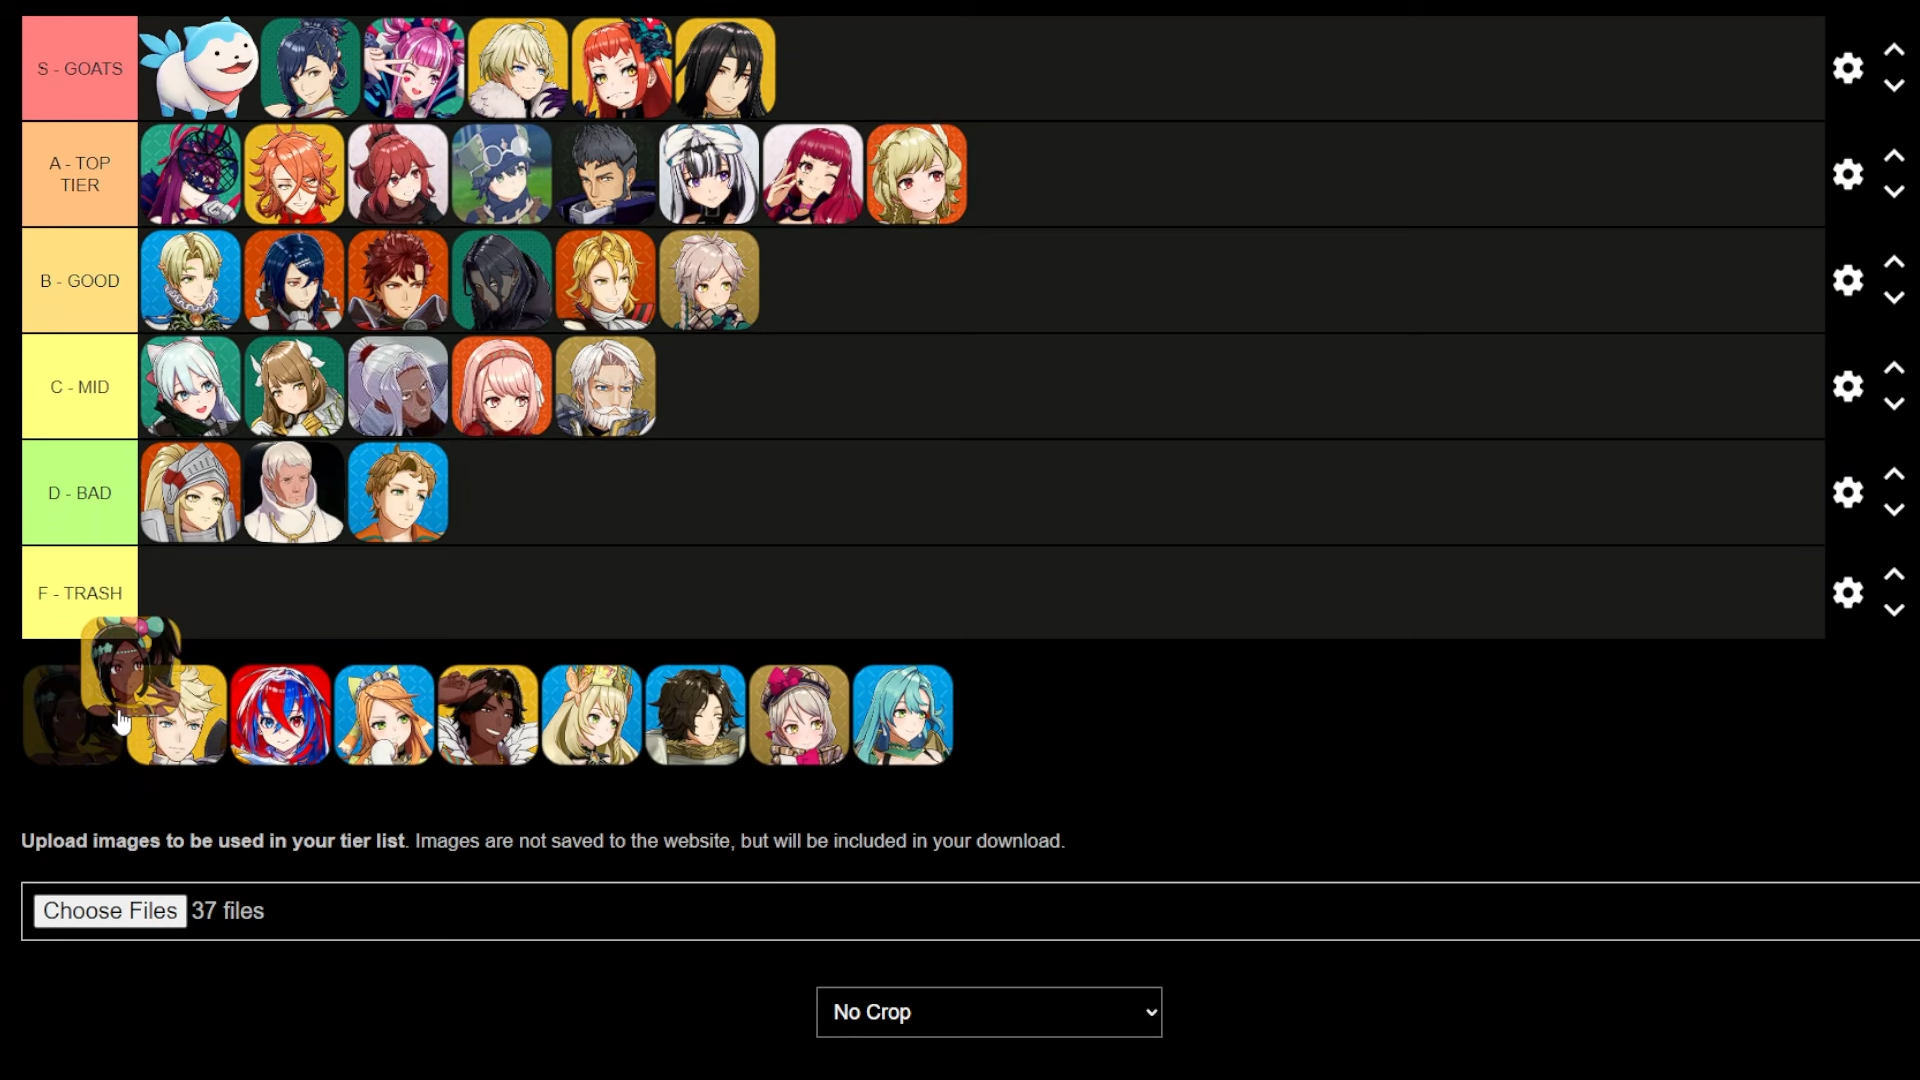 S - GOATS
A - TOP
TIER
B - GOOD
C - MID
D - BAD
F - TRASH
Upload images to be used in your tier list. Images are not saved to the website, but will be included in your download.
Choose Files 37 files
No Crop